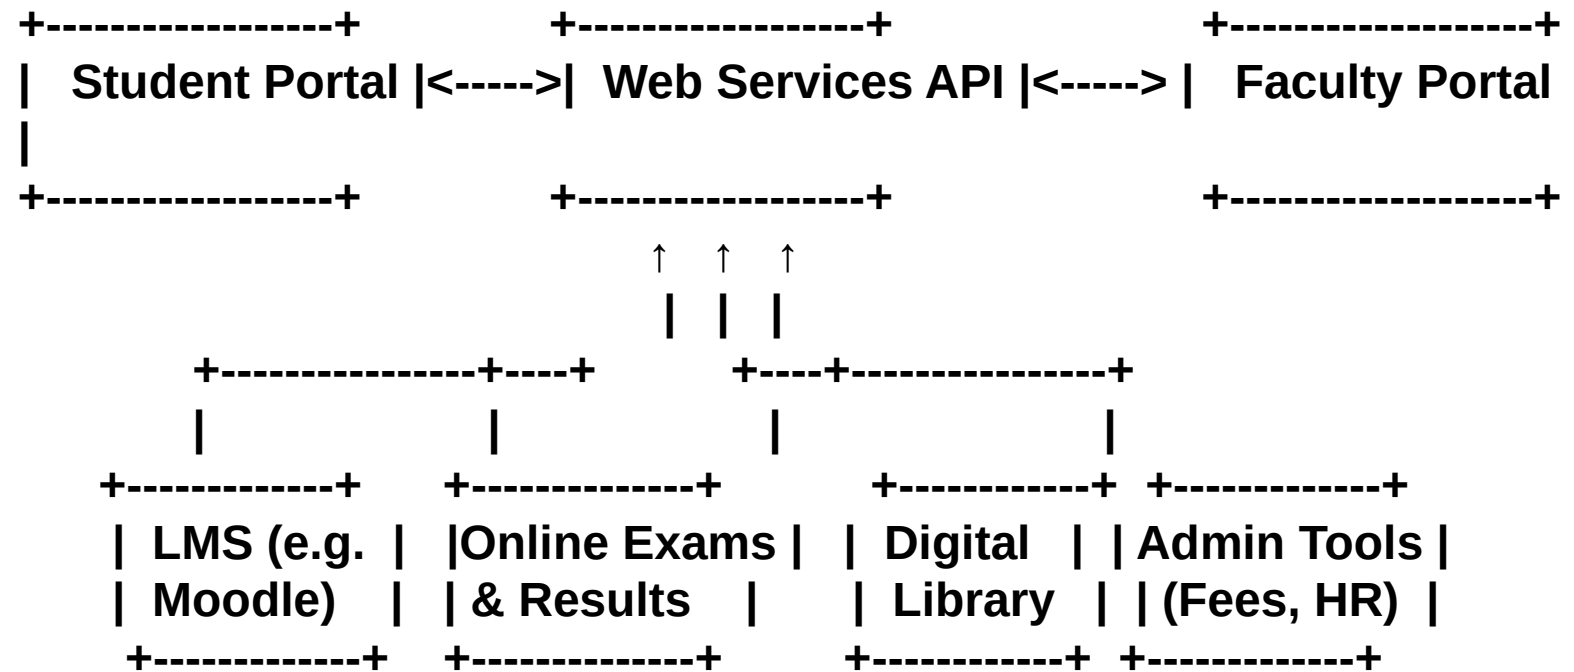 +------------------+ +------------------+ +-------------------+
| Student Portal |<----->| Web Services API |<-----> | Faculty Portal
|
+------------------+ +------------------+ +-------------------+
↑ ↑ ↑
| | |
+----------------+----+ +----+----------------+
| | | |
+-------------+ +--------------+ +------------+ +-------------+
| LMS (e.g. | |Online Exams | | Digital | | Admin Tools |
| Moodle) | | & Results | | Library | | (Fees, HR) |
+-------------+ +--------------+ +------------+ +-------------+